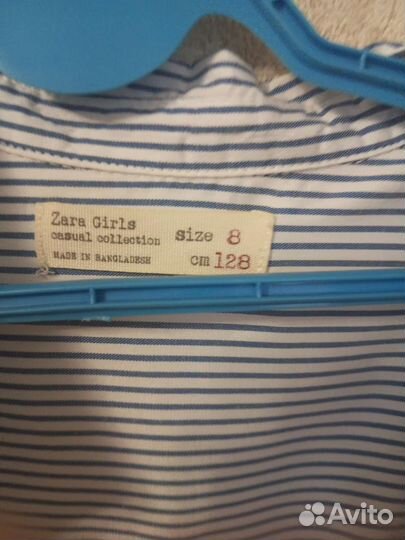 Zara Girls
casual collection size 8
MADE IN BANGLADESH cm 128
Avito